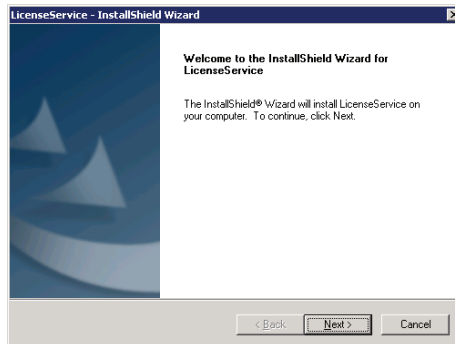 LicenseService - InstallShield Wizard
Welcome to the InstallShield Wizard for
LicenseService
The InstallShield® Wizard will install LicenseService on
your computer. To continue, click Next.
< Back
Next >
Cancel